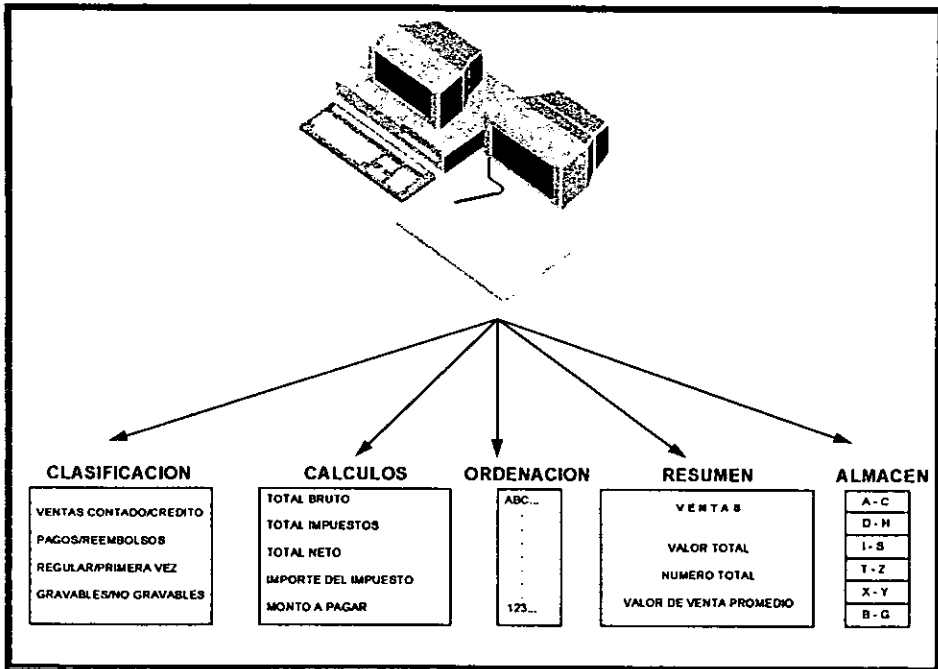 CLASIFICACION
VENTAS CONTADO/CREDITO
PAGOS/REEMBOLSOS
REGULAR/PRIMERA VEZ
GRAVABLES/NO GRAVABLES
CALCULOS
TOTAL BRUTO
TOTAL IMPUESTOS
TOTAL NETO
IMPORTE DEL IMPUESTO
MONTO A PAGAR
ORDENACION
ABC...
123...
RESUMEN
VENTAS
VALOR TOTAL
NUMERO TOTAL
VALOR DE VENTA PROMEDIO
ALMACEN
A - C
D - H
I - S
T - Z
X - Y
B - G